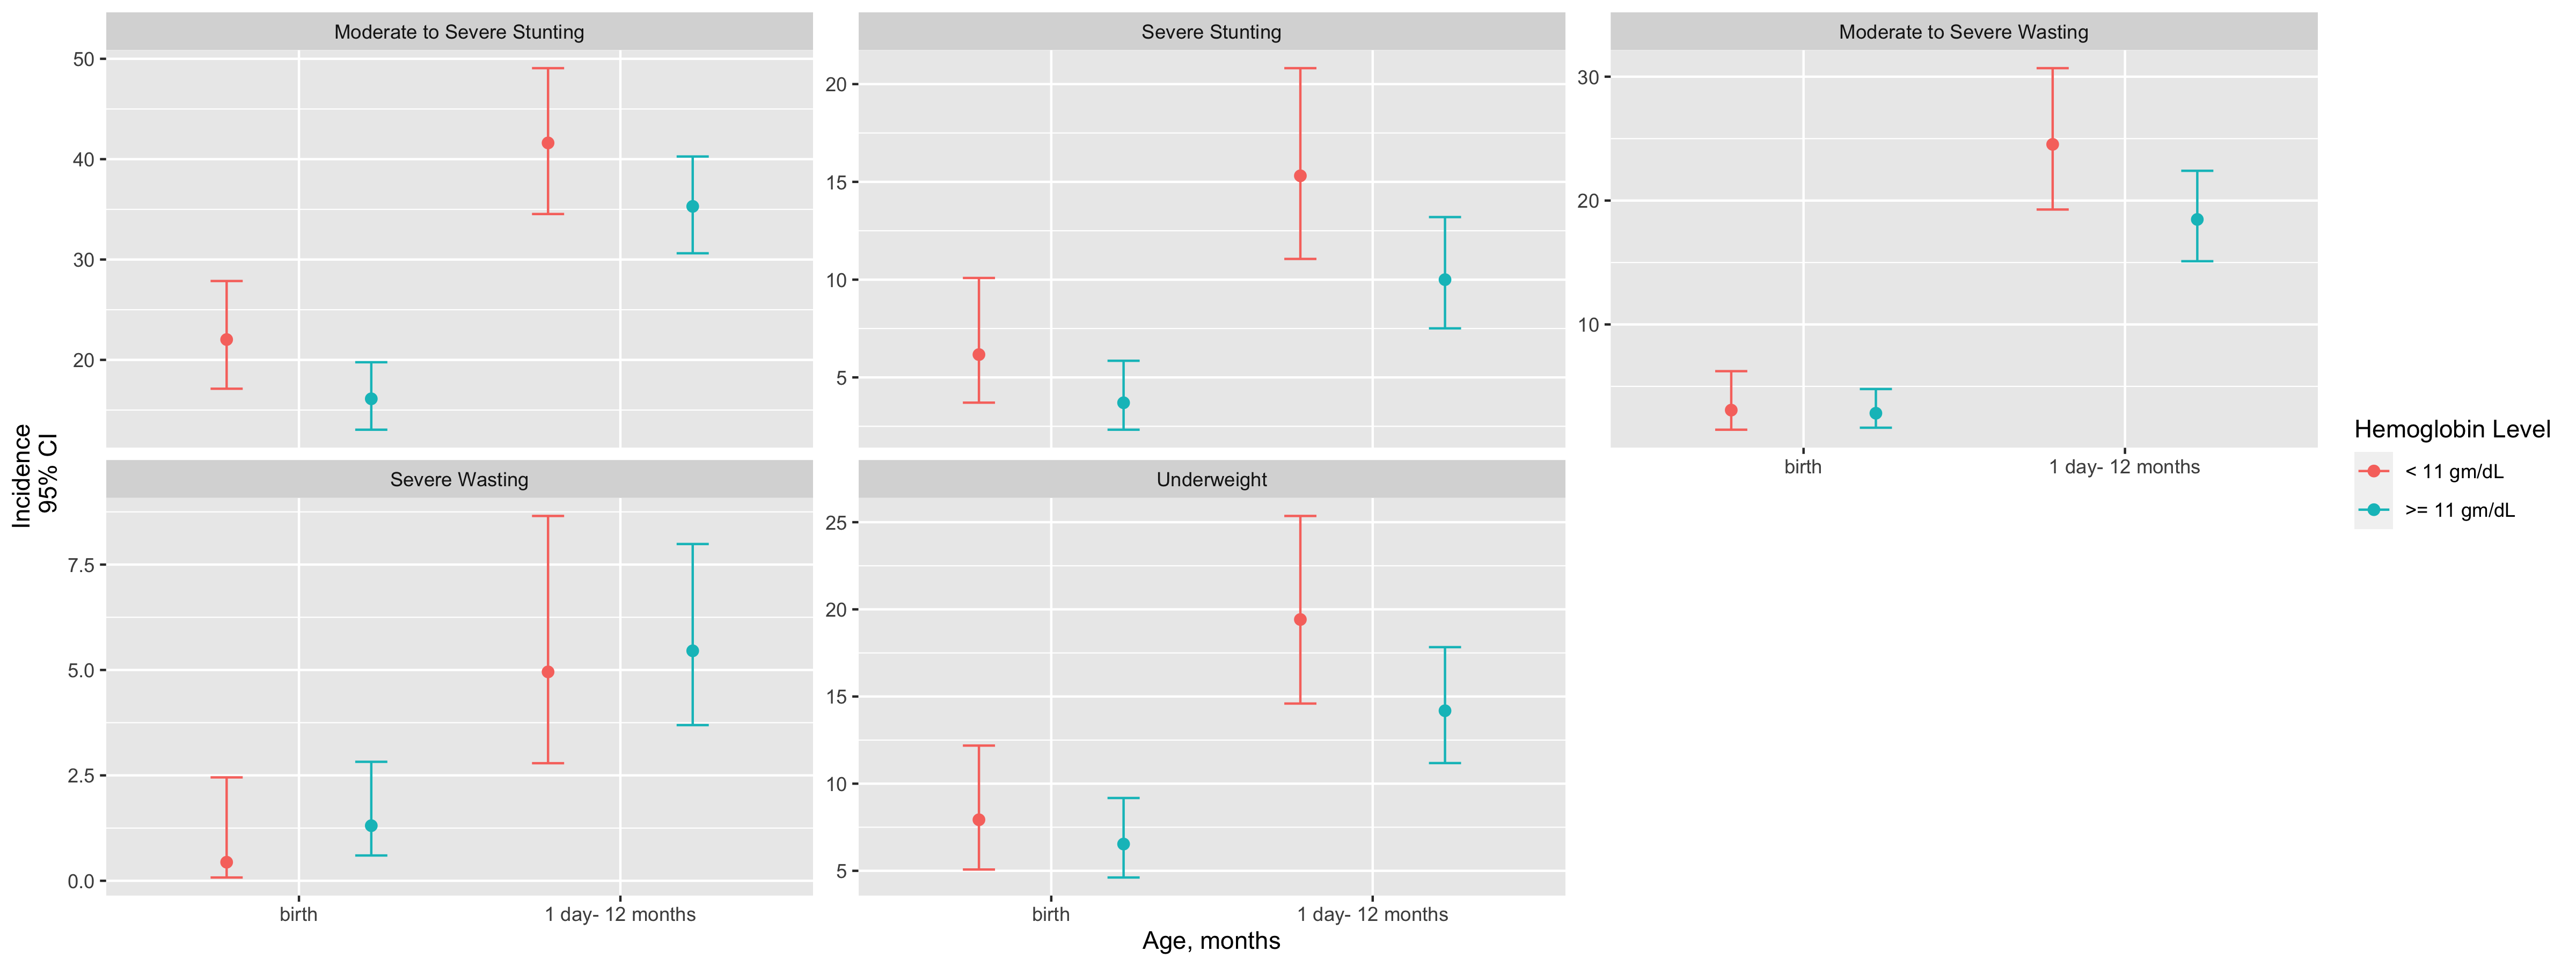 Moderate to Severe Stunting
Severe Stunting
Moderate to Severe Wasting
50
40
30
20
20
15
10
5
30
20
10
birth
1 day- 12 months
Incidence
95% CI
Severe Wasting
Underweight
7.5
5.0
2.5
0.0
25
20
15
10
5
birth
1 day- 12 months
birth
1 day- 12 months
Age, months
Hemoglobin Level
< 11 gm/dL
>= 11 gm/dL